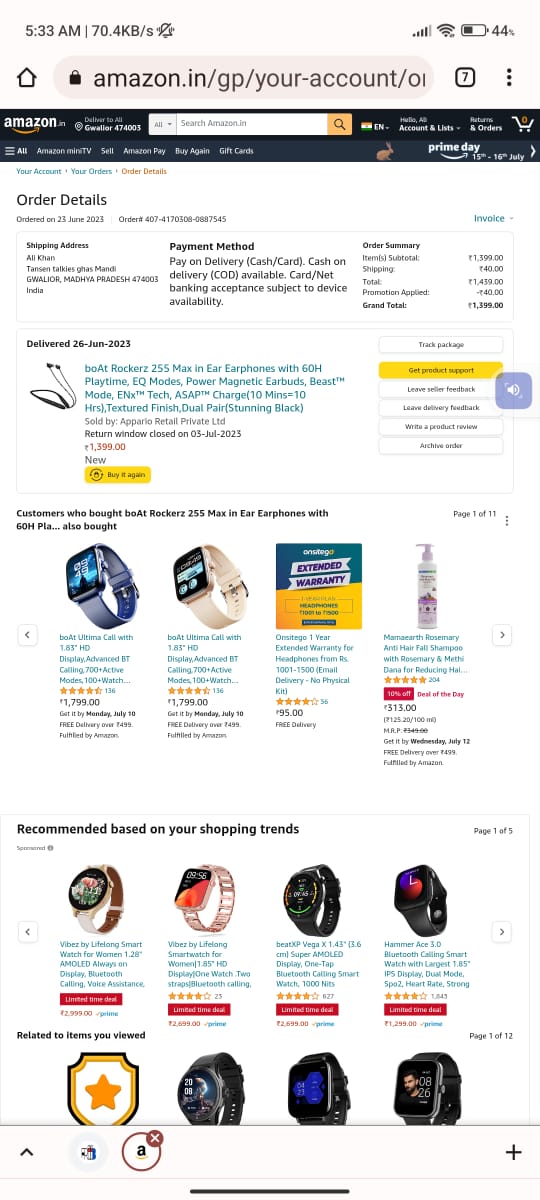 5:33 AM | 70.4KB/s
44%
amazon.in/gp/your-account/or
7
amazon.in
Deliver to Ali
Gwalior 474003
All
Search Amazon.in
EN
Hello, Ali
Account & Lists
Returns
& Orders
0
All
Amazon miniTV
Sell
Amazon Pay
Buy Again
Gift Cards
prime day
15th - 16th July
Your Account › Your Orders › Order Details
Order Details
Ordered on 23 June 2023 | Order# 407-4170308-0887545
Invoice
Shipping Address
Ali Khan
Tansen talkies ghas Mandi
GWALIOR, MADHYA PRADESH 474003
India
Payment Method
Pay on Delivery (Cash/Card). Cash on
delivery (COD) available. Card/Net
banking acceptance subject to device
availability.
Order Summary
Item(s) Subtotal: ₹1,399.00
Shipping: ₹40.00
Total: ₹1,439.00
Promotion Applied: -₹40.00
Grand Total: ₹1,399.00
Delivered 26-Jun-2023
boAt Rockerz 255 Max in Ear Earphones with 60H
Playtime, EQ Modes, Power Magnetic Earbuds, Beast™
Mode, ENx™ Tech, ASAP™ Charge(10 Mins=10
Hrs),Textured Finish,Dual Pair(Stunning Black)
Sold by: Appario Retail Private Ltd
Return window closed on 03-Jul-2023
₹1,399.00
New
Buy it again
Track package
Get product support
Leave seller feedback
Leave delivery feedback
Write a product review
Archive order
Customers who bought boAt Rockerz 255 Max in Ear Earphones with
60H Pla... also bought
Page 1 of 11
boAt Ultima Call with
1.83" HD
Display,Advanced BT
Calling,700+Active
Modes,100+Watch...
136
₹1,799.00
Get it by Monday, July 10
FREE Delivery over ₹499.
Fulfilled by Amazon.
boAt Ultima Call with
1.83" HD
Display,Advanced BT
Calling,700+Active
Modes,100+Watch...
136
₹1,799.00
Get it by Monday, July 10
FREE Delivery over ₹499.
Fulfilled by Amazon.
onsitego
EXTENDED
WARRANTY
1 YEAR PLAN
HEADPHONES
₹1001 to ₹1500
Onsitego 1 Year
Extended Warranty for
Headphones from Rs.
1001-1500 (Email
Delivery - No Physical
Kit)
36
₹95.00
FREE Delivery
Mamaearth Rosemary
Anti Hair Fall Shampoo
with Rosemary & Methi
Dana for Reducing Hai...
204
10% off Deal of the Day
₹313.00
(₹125.20/100 ml)
M.R.P: ₹349.00
Get it by Wednesday, July 12
FREE Delivery over ₹499.
Fulfilled by Amazon.
Recommended based on your shopping trends
Page 1 of 5
Sponsored
09:56
Vibez by Lifelong Smart
Watch for Women 1.28"
AMOLED Always on
Display, Bluetooth
Calling, Voice Assistance,
Limited time deal
₹2,999.00 prime
Vibez by Lifelong
Smartwatch for
Women|1.85" HD
Display|One Watch .Two
straps|Bluetooth calling,
23
Limited time deal
₹2,699.00 prime
beatXP Vega X 1.43" (3.6
cm) Super AMOLED
Display, One-Tap
Bluetooth Calling Smart
Watch, 1000 Nits
627
Limited time deal
₹2,699.00 prime
Hammer Ace 3.0
Bluetooth Calling Smart
Watch with Largest 1.85"
IPS Display, Dual Mode,
Spo2, Heart Rate, Strong
1,845
Limited time deal
₹1,299.00 prime
Related to items you viewed
Page 1 of 12
20
08
08
26
a